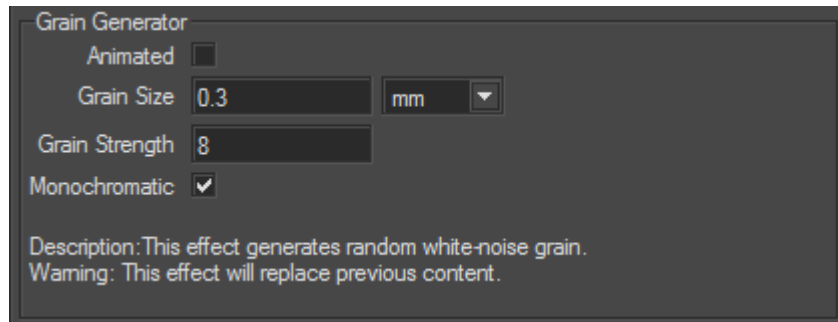 Grain Generator
Animated
Grain Size 0.3 mm
Grain Strength 8
Monochromatic
Description:This effect generates random white-noise grain.
Warning: This effect will replace previous content.